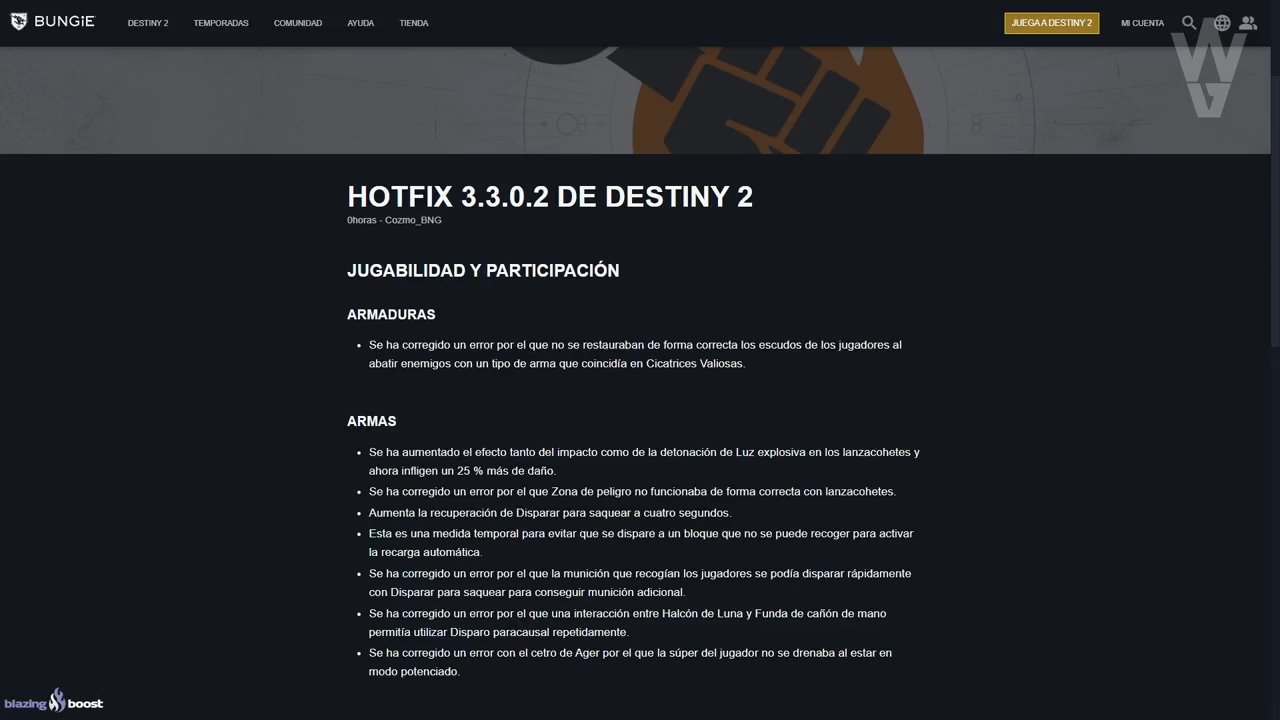 BUNGiE DESTINY 2 TEMPORADAS COMUNIDAD AYUDA TIENDA JUEGA A DESTINY 2 MI CUENTA
W
HOTFIX 3.3.0.2 DE DESTINY 2
0horas - Cozmo_BNG
JUGABILIDAD Y PARTICIPACIÓN
ARMADURAS
• Se ha corregido un error por el que no se restauraban de forma correcta los escudos de los jugadores al
abatir enemigos con un tipo de arma que coincidía en Cicatrices Valiosas.
ARMAS
• Se ha aumentado el efecto tanto del impacto como de la detonación de Luz explosiva en los lanzacohetes y
ahora infligen un 25 % más de daño.
• Se ha corregido un error por el que Zona de peligro no funcionaba de forma correcta con lanzacohetes.
• Aumenta la recuperación de Disparar para saquear a cuatro segundos.
• Esta es una medida temporal para evitar que se dispare a un bloque que no se puede recoger para activar
la recarga automática.
• Se ha corregido un error por el que la munición que recogían los jugadores se podía disparar rápidamente
con Disparar para saquear para conseguir munición adicional.
• Se ha corregido un error por el que una interacción entre Halcón de Luna y Funda de cañón de mano
permitía utilizar Disparo paracausal repetidamente.
• Se ha corregido un error con el cetro de Ager por el que la súper del jugador no se drenaba al estar en
modo potenciado.
blazing boost